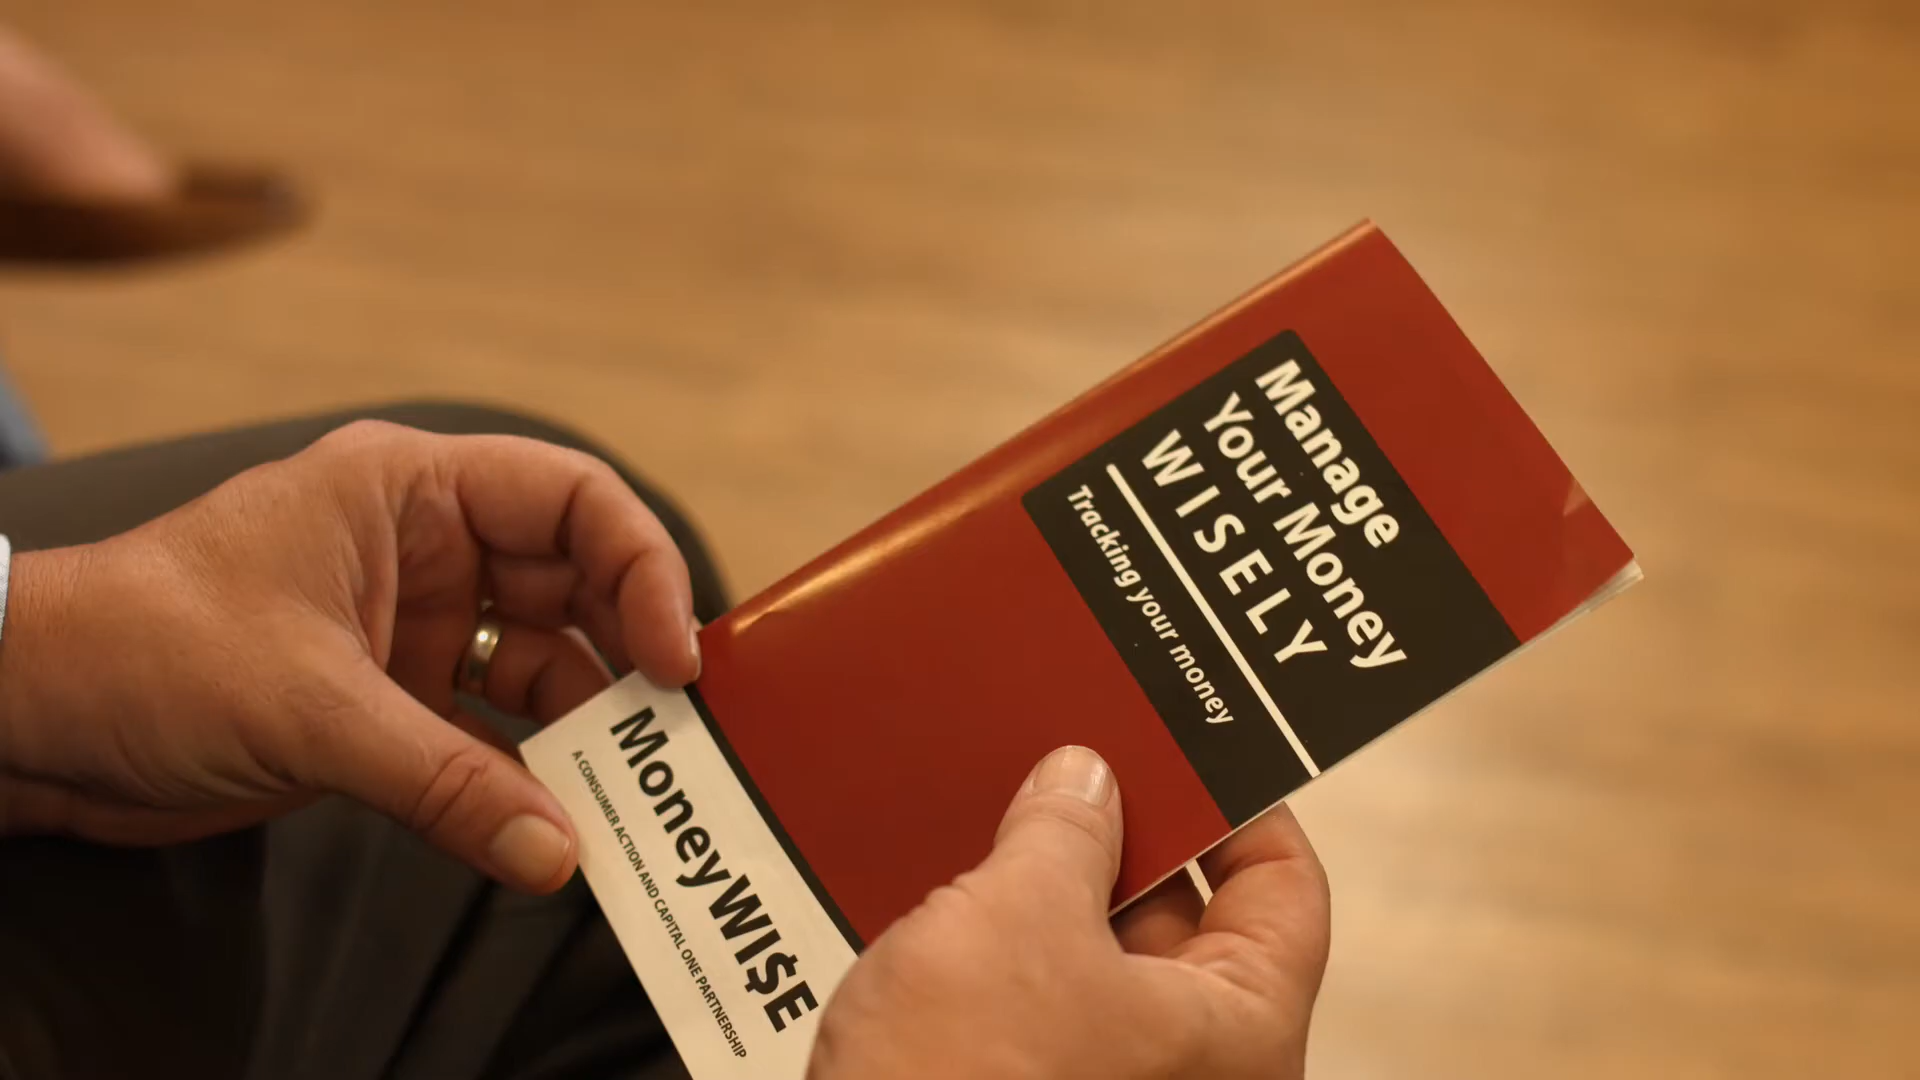 Manage
Your Money
WISELY
Tracking your money
MoneyWI$E
A CONSUMER ACTION AND CAPITAL ONE PARTNERSHIP